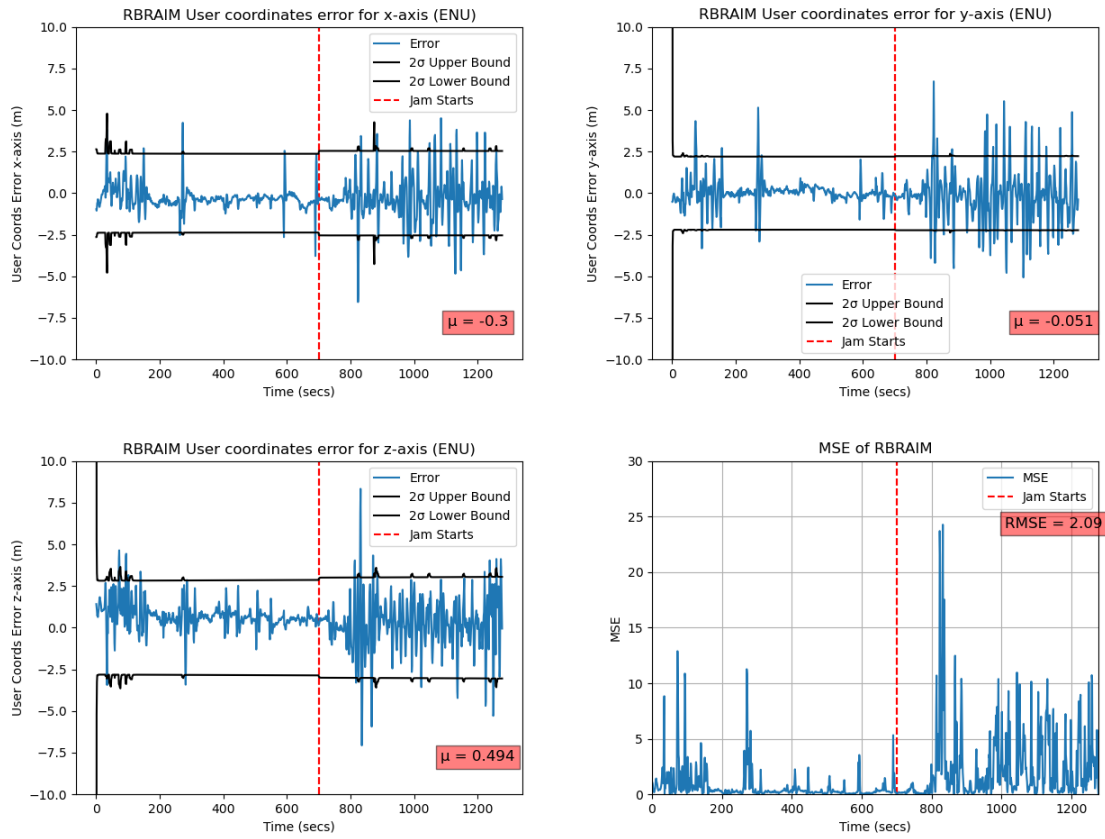 RBRAIM User coordinates error for x-axis (ENU)
User Coords Error x-axis (m)
10.0
7.5
5.0
2.5
0.0
−2.5
−5.0
−7.5
−10.0
Error
2σ Upper Bound
2σ Lower Bound
Jam Starts
μ = -0.3
0 200 400 600 800 1000 1200
Time (secs)
RBRAIM User coordinates error for y-axis (ENU)
User Coords Error y-axis (m)
10.0
7.5
5.0
2.5
0.0
−2.5
−5.0
−7.5
−10.0
Error
2σ Upper Bound
2σ Lower Bound
Jam Starts
μ = -0.051
0 200 400 600 800 1000 1200
Time (secs)
RBRAIM User coordinates error for z-axis (ENU)
User Coords Error z-axis (m)
10.0
7.5
5.0
2.5
0.0
−2.5
−5.0
−7.5
−10.0
Error
2σ Upper Bound
2σ Lower Bound
Jam Starts
μ = 0.494
0 200 400 600 800 1000 1200
Time (secs)
MSE of RBRAIM
MSE
30
25
20
15
10
5
0
MSE
Jam Starts
RMSE = 2.09
0 200 400 600 800 1000 1200
Time (secs)